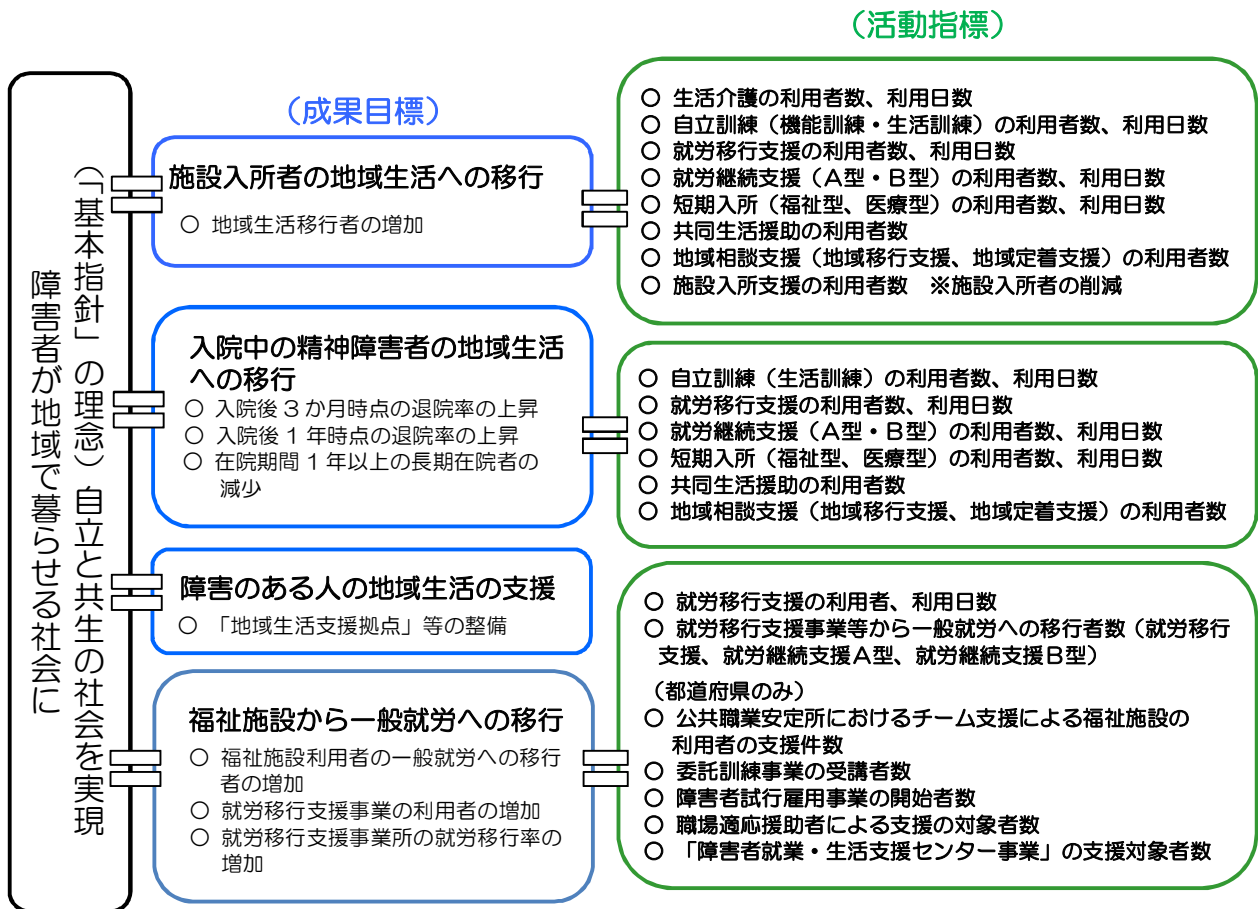 （「基本指針」の理念）自立と共生の社会を実現
障害者が地域で暮らせる社会に
（成果目標）
施設入所者の地域生活への移行
○ 地域生活移行者の増加
入院中の精神障害者の地域生活
への移行
○ 入院後３か月時点の退院率の上昇
○ 入院後１年時点の退院率の上昇
○ 在院期間１年以上の長期在院者の
減少
障害のある人の地域生活の支援
○ 「地域生活支援拠点」等の整備
福祉施設から一般就労への移行
○ 福祉施設利用者の一般就労への移行
者の増加
○ 就労移行支援事業の利用者の増加
○ 就労移行支援事業所の就労移行率の
増加
（活動指標）
○ 生活介護の利用者数、利用日数
○ 自立訓練（機能訓練・生活訓練）の利用者数、利用日数
○ 就労移行支援の利用者数、利用日数
○ 就労継続支援（A型・B型）の利用者数、利用日数
○ 短期入所（福祉型、医療型）の利用者数、利用日数
○ 共同生活援助の利用者数
○ 地域相談支援（地域移行支援、地域定着支援）の利用者数
○ 施設入所支援の利用者数　※施設入所者の削減
○ 自立訓練（生活訓練）の利用者数、利用日数
○ 就労移行支援の利用者数、利用日数
○ 就労継続支援（A型・B型）の利用者数、利用日数
○ 短期入所（福祉型、医療型）の利用者数、利用日数
○ 共同生活援助の利用者数
○ 地域相談支援（地域移行支援、地域定着支援）の利用者数
○ 就労移行支援の利用者、利用日数
○ 就労移行支援事業等から一般就労への移行者数（就労移行
支援、就労継続支援A型、就労継続支援B型）
（都道府県のみ）
○ 公共職業安定所におけるチーム支援による福祉施設の
利用者の支援件数
○ 委託訓練事業の受講者数
○ 障害者試行雇用事業の開始者数
○ 職場適応援助者による支援の対象者数
○ 「障害者就業・生活支援センター事業」の支援対象者数